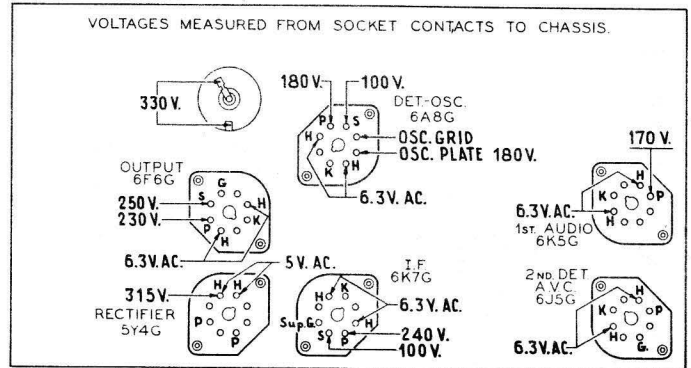 VOLTAGES MEASURED FROM SOCKET CONTACTS TO CHASSIS.
330 V.
180 V. 100 V.
DET.-OSC.
6A8G
P S
H
OSC. GRID
OSC. PLATE 180 V.
K H
6.3 V. AC.
OUTPUT
6F6G
G
S H
250 V.
230 V.
K
P
H
6.3 V. AC.
170 V.
H
K P
6.3 V. AC.
H
1ST. AUDIO
6K5G
5 V. AC.
H H
315 V.
RECTIFIER
5Y4G
P P
P
I.F.
6K7G
K
H
6.3 V. AC.
Sup. G. H
S P
240 V.
100 V.
2ND. DET
A.V.C.
6J5G
H
K P
H
6.3 V. AC.
G.